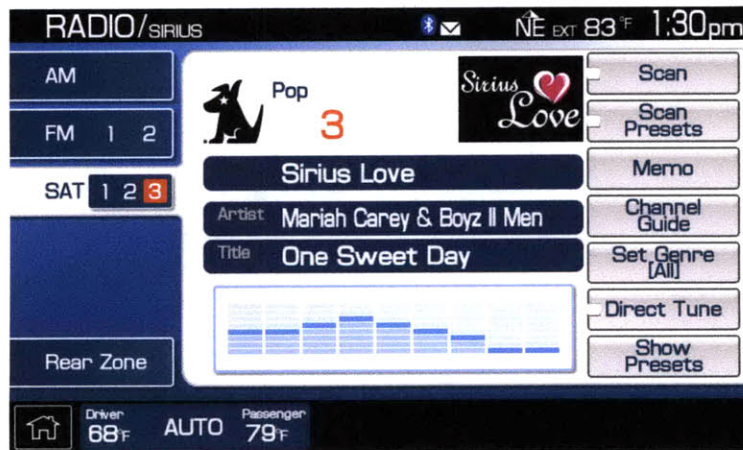 RADIO/SIRIUS
NE EXT 83°F 1:30pm
AM
FM 1 2
SAT 1 2 3
Rear Zone
Pop
3
Sirius Love
Sirius Love
Artist Mariah Carey & Boyz II Men
Title One Sweet Day
Scan
Scan
Presets
Memo
Channel
Guide
Set Genre
[All]
Direct Tune
Show
Presets
Driver
68°F
AUTO
Passenger
79°F